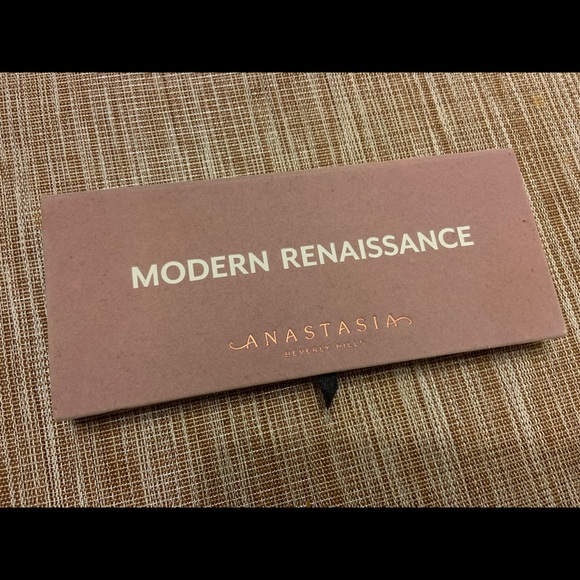 MODERN RENAISSANCE
ANASTASIA
BEVERLY HILLS